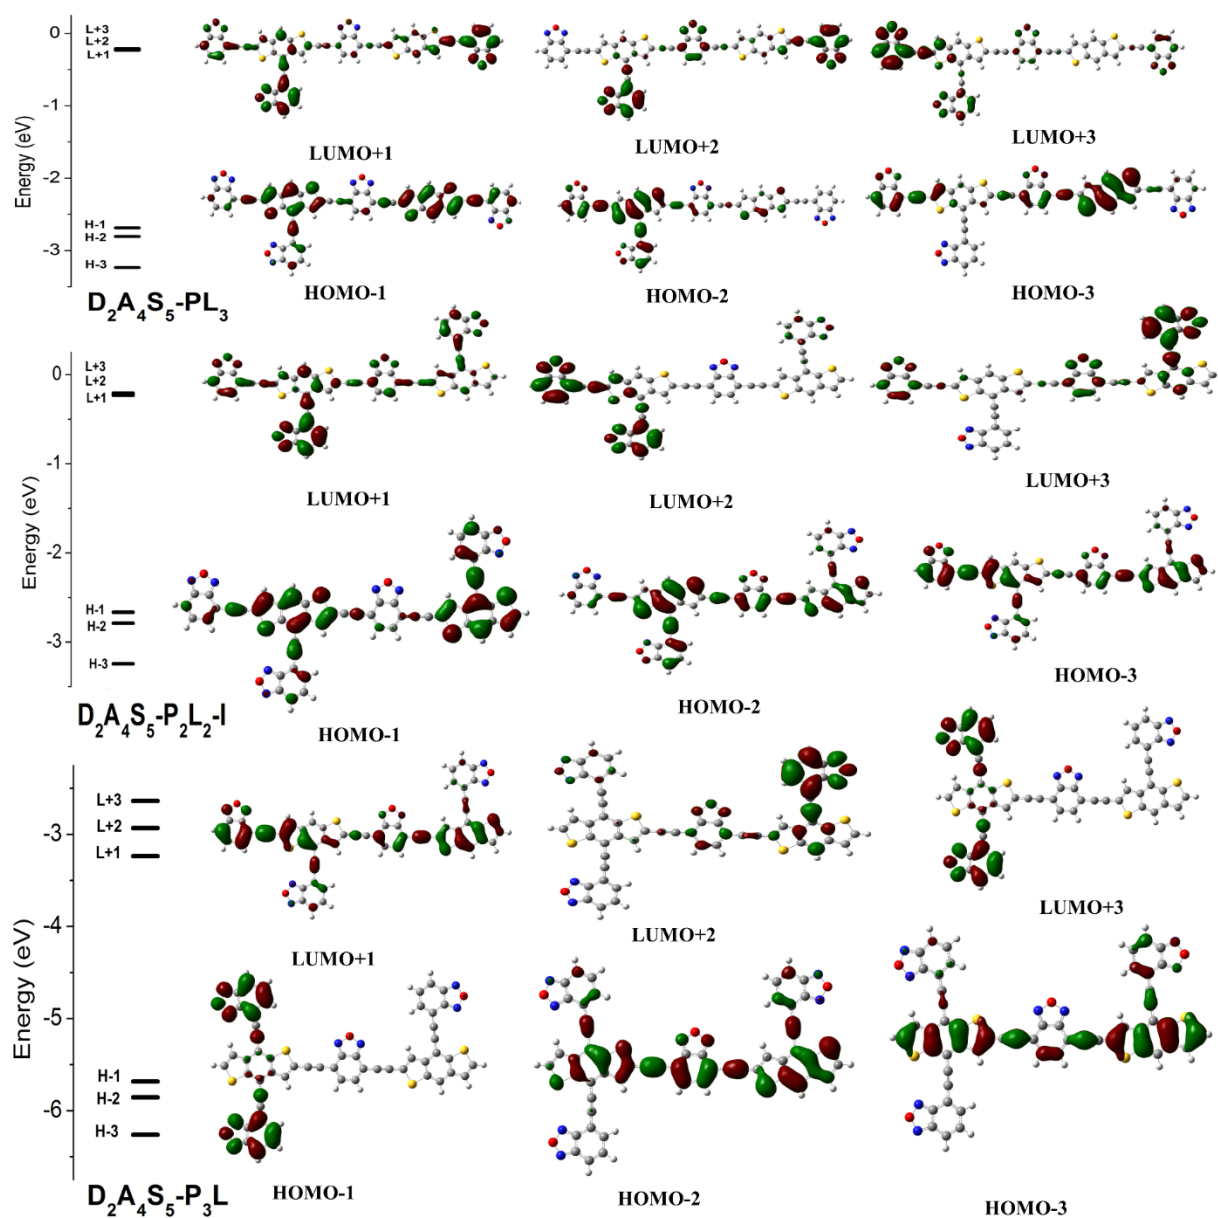 0
-1
-2
-3
Energy (eV)
L+3
L+2
L+1
H-1
H-2
H-3
LUMO+1
LUMO+2
LUMO+3
HOMO-1
HOMO-2
HOMO-3
D₂A₄S₅-PL₃
0
-1
-2
-3
Energy (eV)
L+3
L+2
L+1
H-1
H-2
H-3
LUMO+1
LUMO+2
LUMO+3
HOMO-1
HOMO-2
HOMO-3
D₂A₄S₅-P₂L₂-I
-3
-4
-5
-6
Energy (eV)
L+3
L+2
L+1
H-1
H-2
H-3
LUMO+1
LUMO+2
LUMO+3
HOMO-1
HOMO-2
HOMO-3
D₂A₄S₅-P₃L